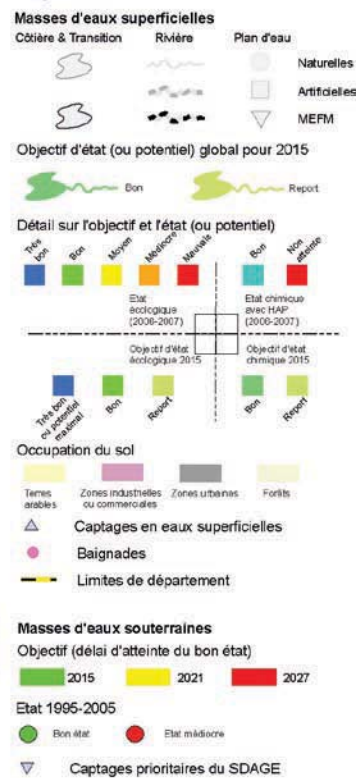 Masses d'eaux superficielles
Côtière & Transition Rivière Plan d'eau
Naturelles
Artificielles
MEFM
Objectif d'état (ou potentiel) global pour 2015
Bon Report
Détail sur l'objectif et l'état (ou potentiel)
Très bon Bon Moyen Médiocre Mauvais Bon Non atteinte
Etat écologique (2006-2007) Etat chimique avec HAP (2006-2007)
Objectif d'état écologique 2015 Objectif d'état chimique 2015
Très bon ou potentiel maximal Bon Report Bon Report
Occupation du sol
Terres arables Zones industrielles ou commerciales Zones urbaines Forêts
Captages en eaux superficielles
Baignades
Limites de département
Masses d'eaux souterraines
Objectif (délai d'atteinte du bon état)
2015 2021 2027
Etat 1995-2005
Bon état Etat médiocre
Captages prioritaires du SDAGE